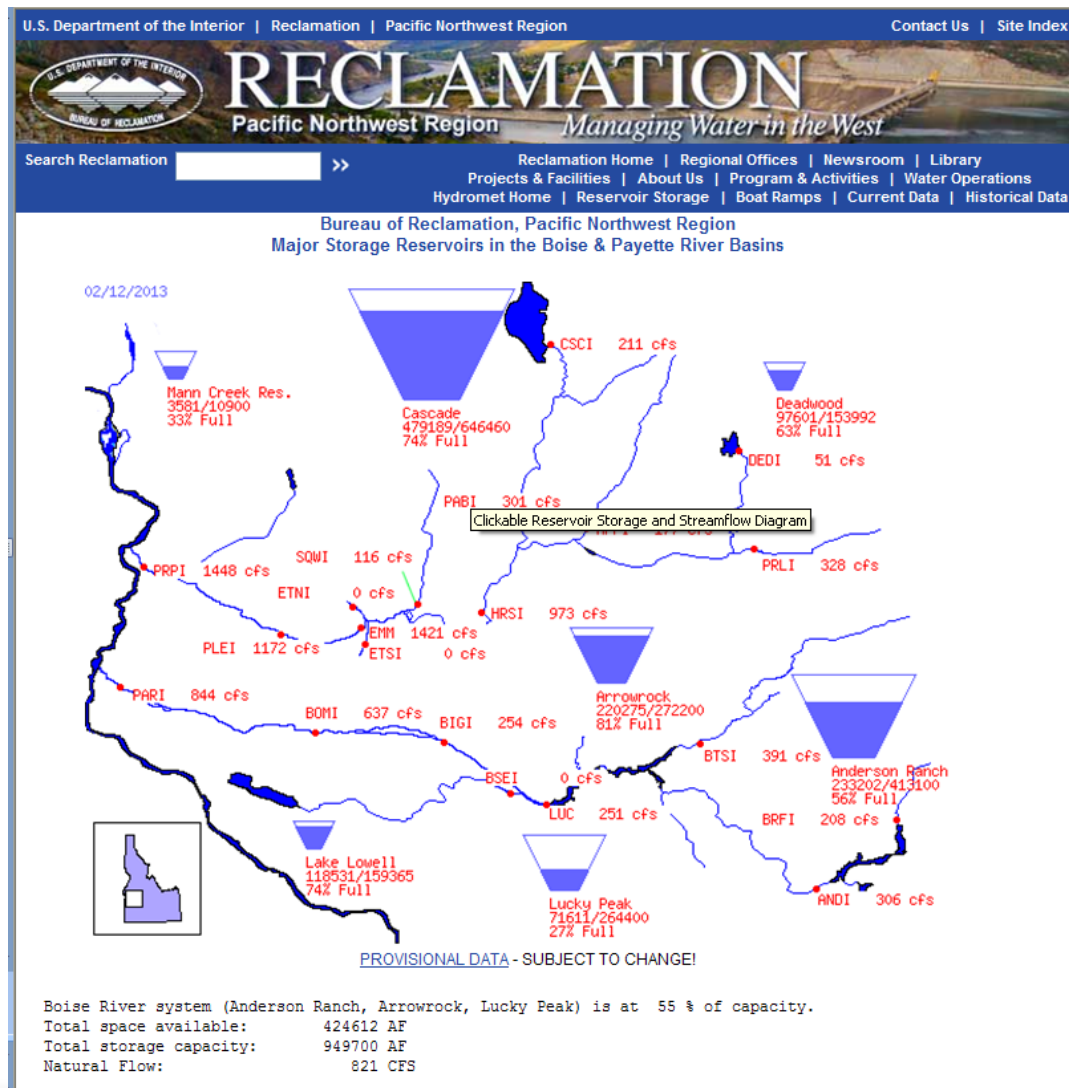 U.S. Department of the Interior | Reclamation | Pacific Northwest Region Contact Us | Site Index
U.S. DEPARTMENT OF THE INTERIOR
BUREAU OF RECLAMATION
RECLAMATION
Pacific Northwest Region Managing Water in the West
Search Reclamation >>
Reclamation Home | Regional Offices | Newsroom | Library
Projects & Facilities | About Us | Program & Activities | Water Operations
Hydromet Home | Reservoir Storage | Boat Ramps | Current Data | Historical Data
Bureau of Reclamation, Pacific Northwest Region
Major Storage Reservoirs in the Boise & Payette River Basins
02/12/2013
CSCI 211 cfs
Mann Creek Res.
3581/10900
33% Full
Cascade
479189/646460
74% Full
Deadwood
97601/153992
63% Full
DEDI 51 cfs
PABI 301 cfs
Clickable Reservoir Storage and Streamflow Diagram
SQWI 116 cfs
PRPI 1448 cfs
PRLI 328 cfs
ETNI 0 cfs
HRSI 973 cfs
EMM 1421 cfs
PLEI 1172 cfs
ETSI 0 cfs
PARI 844 cfs
Arrowrock
220275/272200
81% Full
BOMI 637 cfs
BIGI 254 cfs
BTSI 391 cfs
Anderson Ranch
233202/413100
56% Full
BSEI 0 cfs
LUC 251 cfs
BRFI 208 cfs
Lake Lowell
118531/159365
74% Full
Lucky Peak
71611/264400
27% Full
ANDI 306 cfs
PROVISIONAL DATA - SUBJECT TO CHANGE!
Boise River system (Anderson Ranch, Arrowrock, Lucky Peak) is at 55 % of capacity.
Total space available: 424612 AF
Total storage capacity: 949700 AF
Natural Flow: 821 CFS